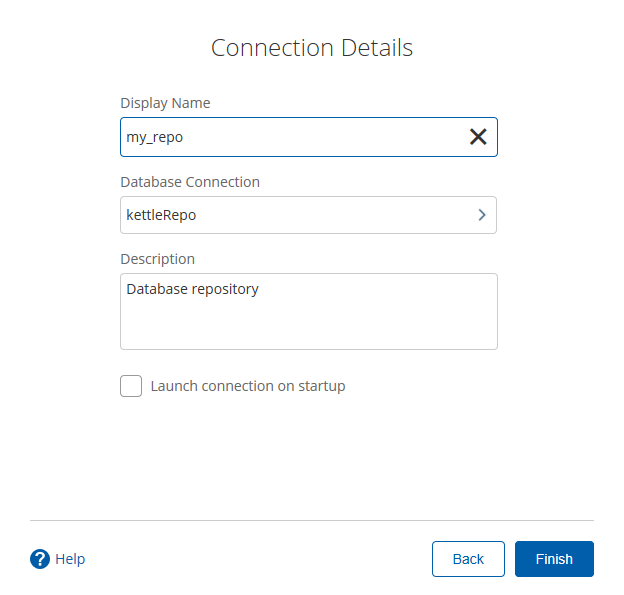 Connection Details
Display Name
my_repo
Database Connection
kettleRepo
Description
Database repository
Launch connection on startup
Help
Back
Finish